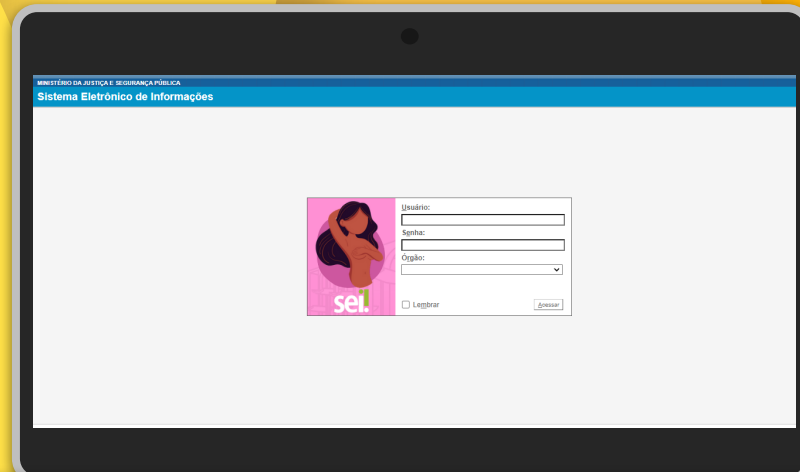 MINISTÉRIO DA JUSTIÇA E SEGURANÇA PÚBLICA
Sistema Eletrônico de Informações
Usuário:
Senha:
Órgão:
sei!
Lembrar
Acessar